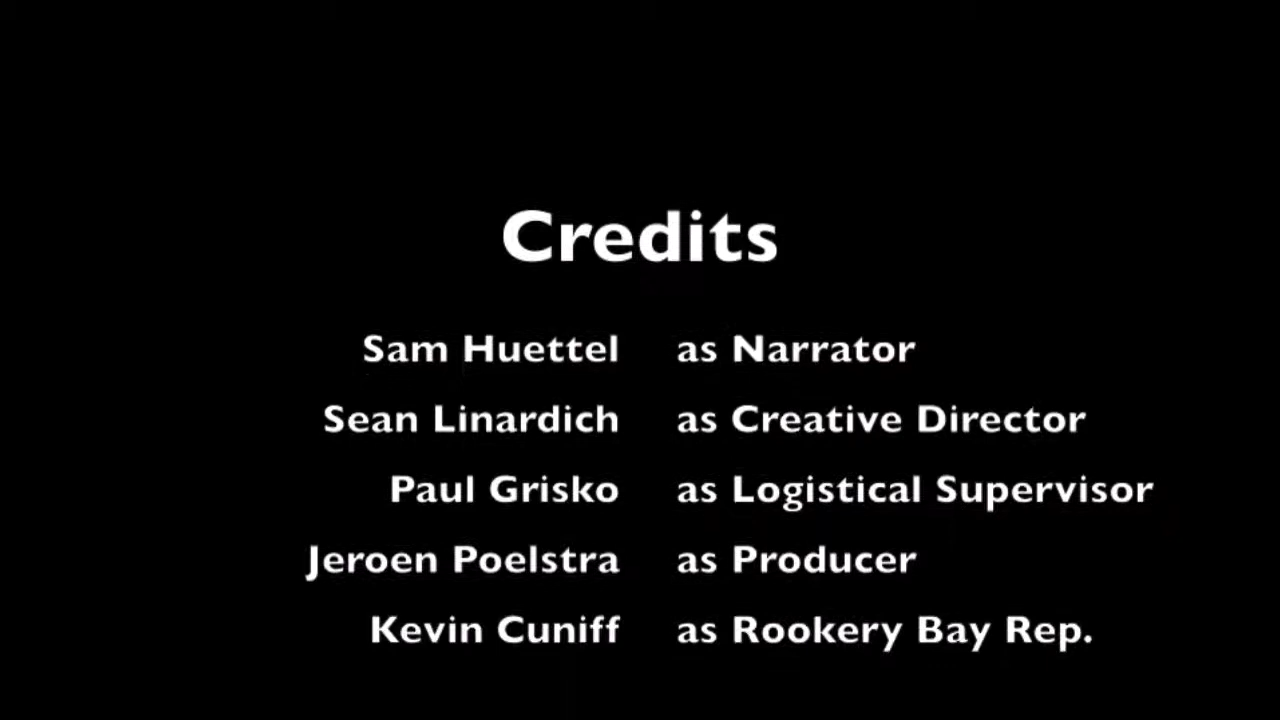 Credits
Sam Huettel as Narrator
Sean Linardich as Creative Director
Paul Grisko as Logistical Supervisor
Jeroen Poelstra as Producer
Kevin Cuniff as Rookery Bay Rep.